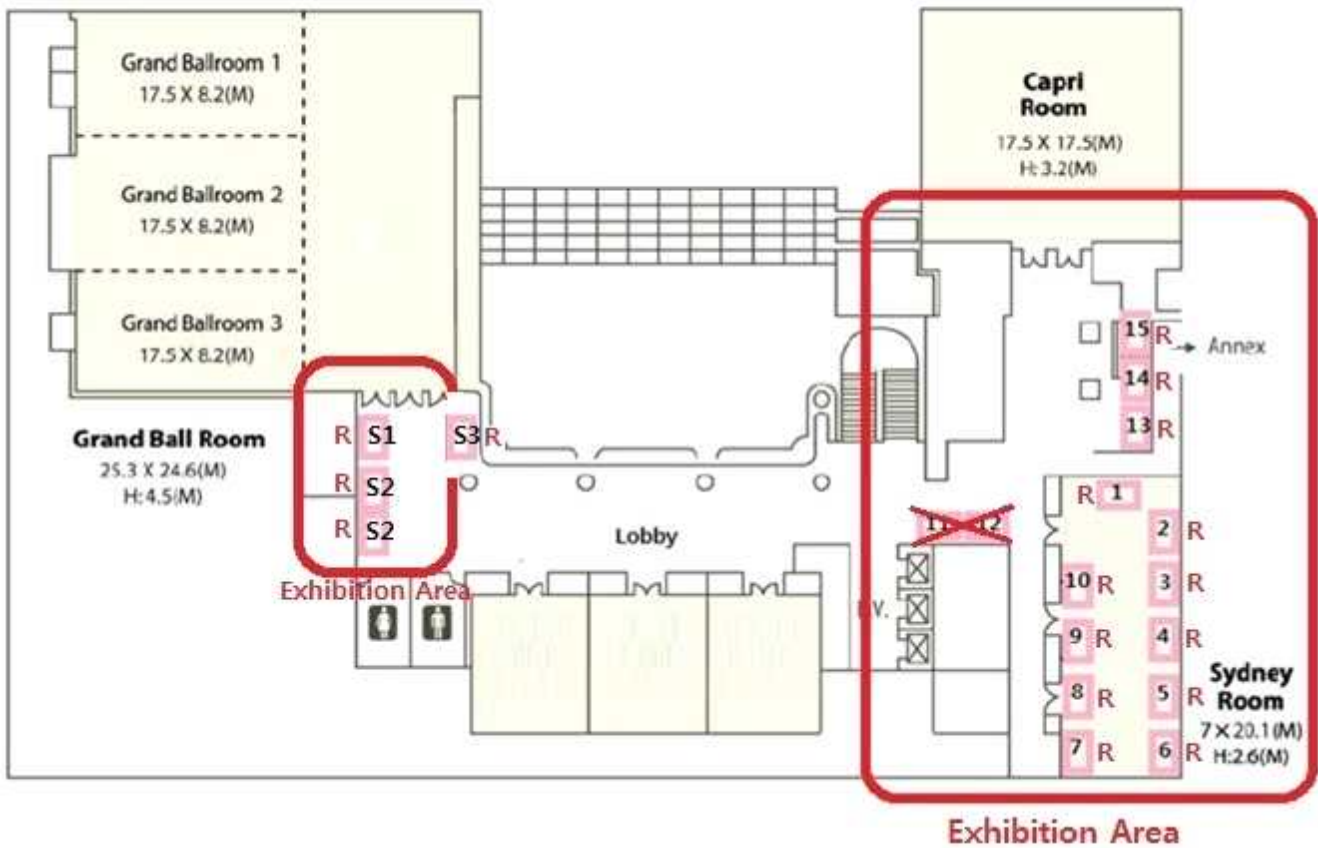 Grand Ballroom 1
17.5 X 8.2(M)
Grand Ballroom 2
17.5 X 8.2(M)
Grand Ballroom 3
17.5 X 8.2(M)
Grand Ball Room
25.3 X 24.6(M)
H:4.5(M)
Capri
Room
17.5 X 17.5(M)
H:3.2(M)
R S1
S3 R
R S2
R S2
Exhibition Area
Lobby
15 R
Annex
14 R
13 R
R 1
11 12
2 R
10 R
3 R
9 R
4 R
8 R
5 R
7 R
6 R
Sydney
Room
7 X 20.1(M)
H:2.6(M)
Exhibition Area